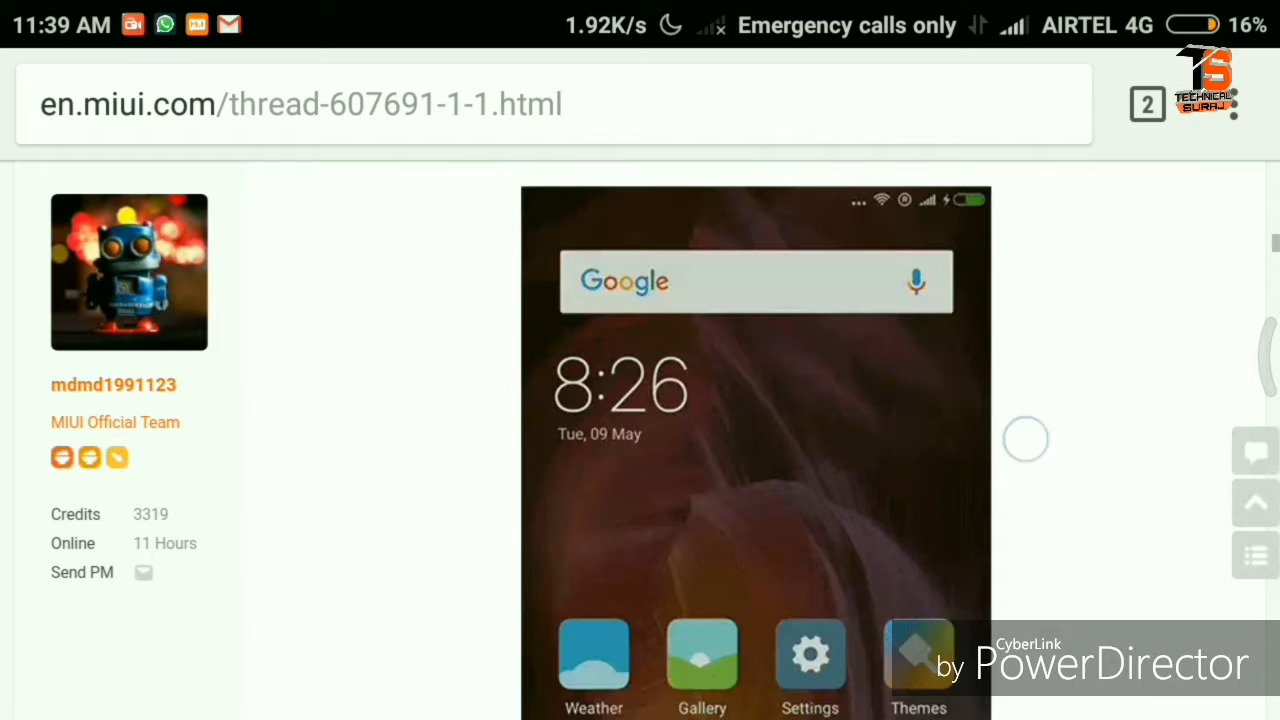 11:39 AM 1.92K/s Emergency calls only AIRTEL 4G 16%
en.miui.com/thread-607691-1-1.html
2
TS
TECHNICAL
SURAJ
Google
mdmd1991123
MIUI Official Team
8:26
Tue, 09 May
Credits 3319
Online 11 Hours
Send PM
Weather Gallery Settings Themes
CyberLink
by PowerDirector